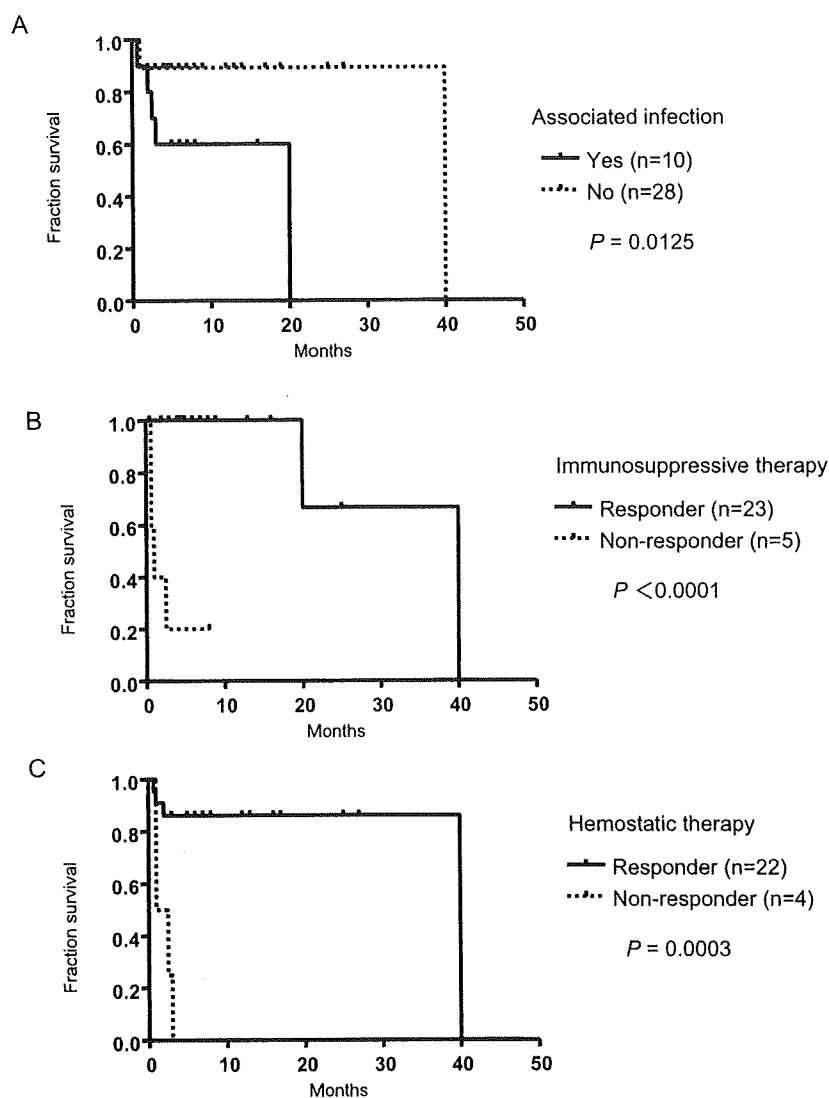 A
1.0
0.8
0.6
0.4
0.2
0.0
Fraction survival
0 10 20 30 40 50
Months
Associated infection
Yes (n=10)
No (n=28)
P = 0.0125
B
1.0
0.8
0.6
0.4
0.2
0.0
Fraction survival
0 10 20 30 40 50
Months
Immunosuppressive therapy
Responder (n=23)
Non-responder (n=5)
P <0.0001
C
1.0
0.8
0.6
0.4
0.2
0.0
Fraction survival
0 10 20 30 40 50
Months
Hemostatic therapy
Responder (n=22)
Non-responder (n=4)
P = 0.0003